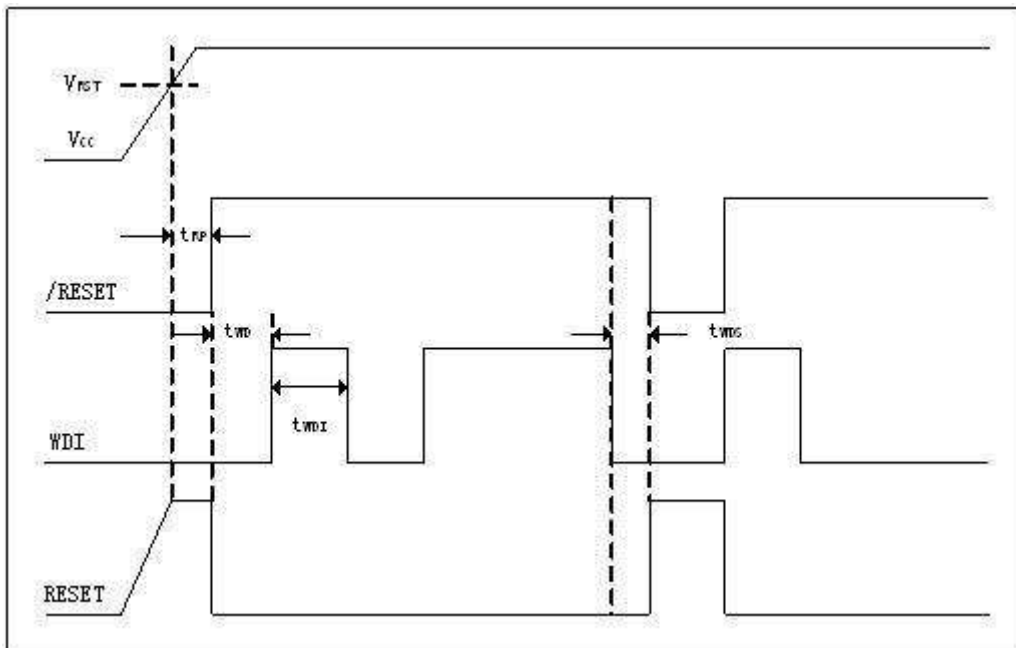 VRST
Vcc
tRP
/RESET
tWD
tWDS
tWDI
WDI
RESET